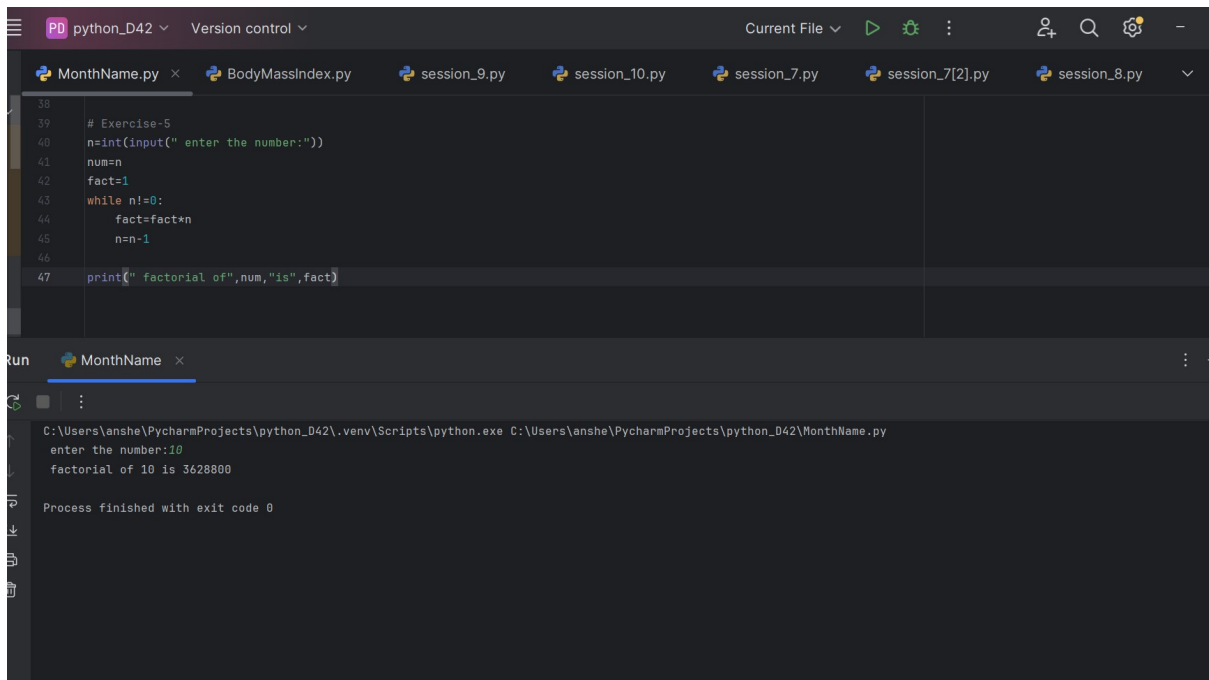 PD python_D42 Version control Current File
MonthName.py BodyMassIndex.py session_9.py session_10.py session_7.py session_7[2].py session_8.py
38
39 # Exercise-5
40 n=int(input(" enter the number:"))
41 num=n
42 fact=1
43 while n!=0:
44     fact=fact*n
45     n=n-1
46
47 print(" factorial of",num,"is",fact)
Run MonthName
C:\Users\anshe\PycharmProjects\python_D42\.venv\Scripts\python.exe C:\Users\anshe\PycharmProjects\python_D42\MonthName.py
 enter the number:10
 factorial of 10 is 3628800
Process finished with exit code 0